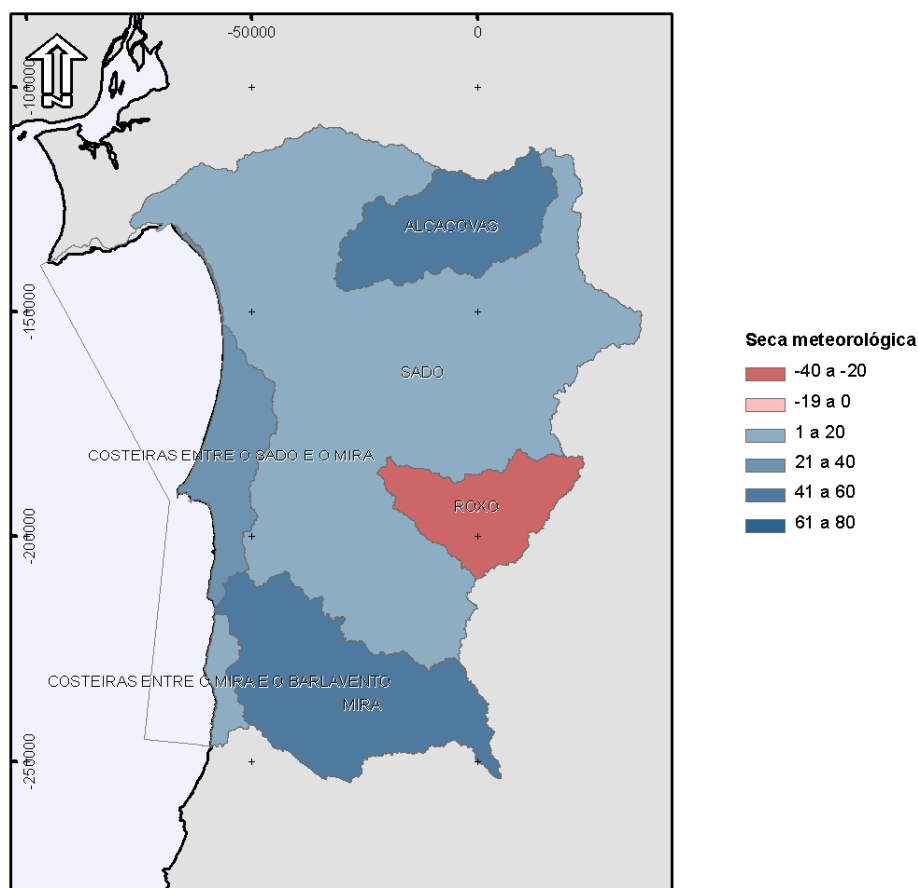 -50000
0
-100000
-150000
-200000
-250000
N
ALCAÇOVAS
SADO
COSTEIRAS ENTRE O SADO E O MIRA
ROXO
COSTEIRAS ENTRE O MIRA E O BARLAVENTO
MIRA
Seca meteorológica
-40 a -20
-19 a 0
1 a 20
21 a 40
41 a 60
61 a 80